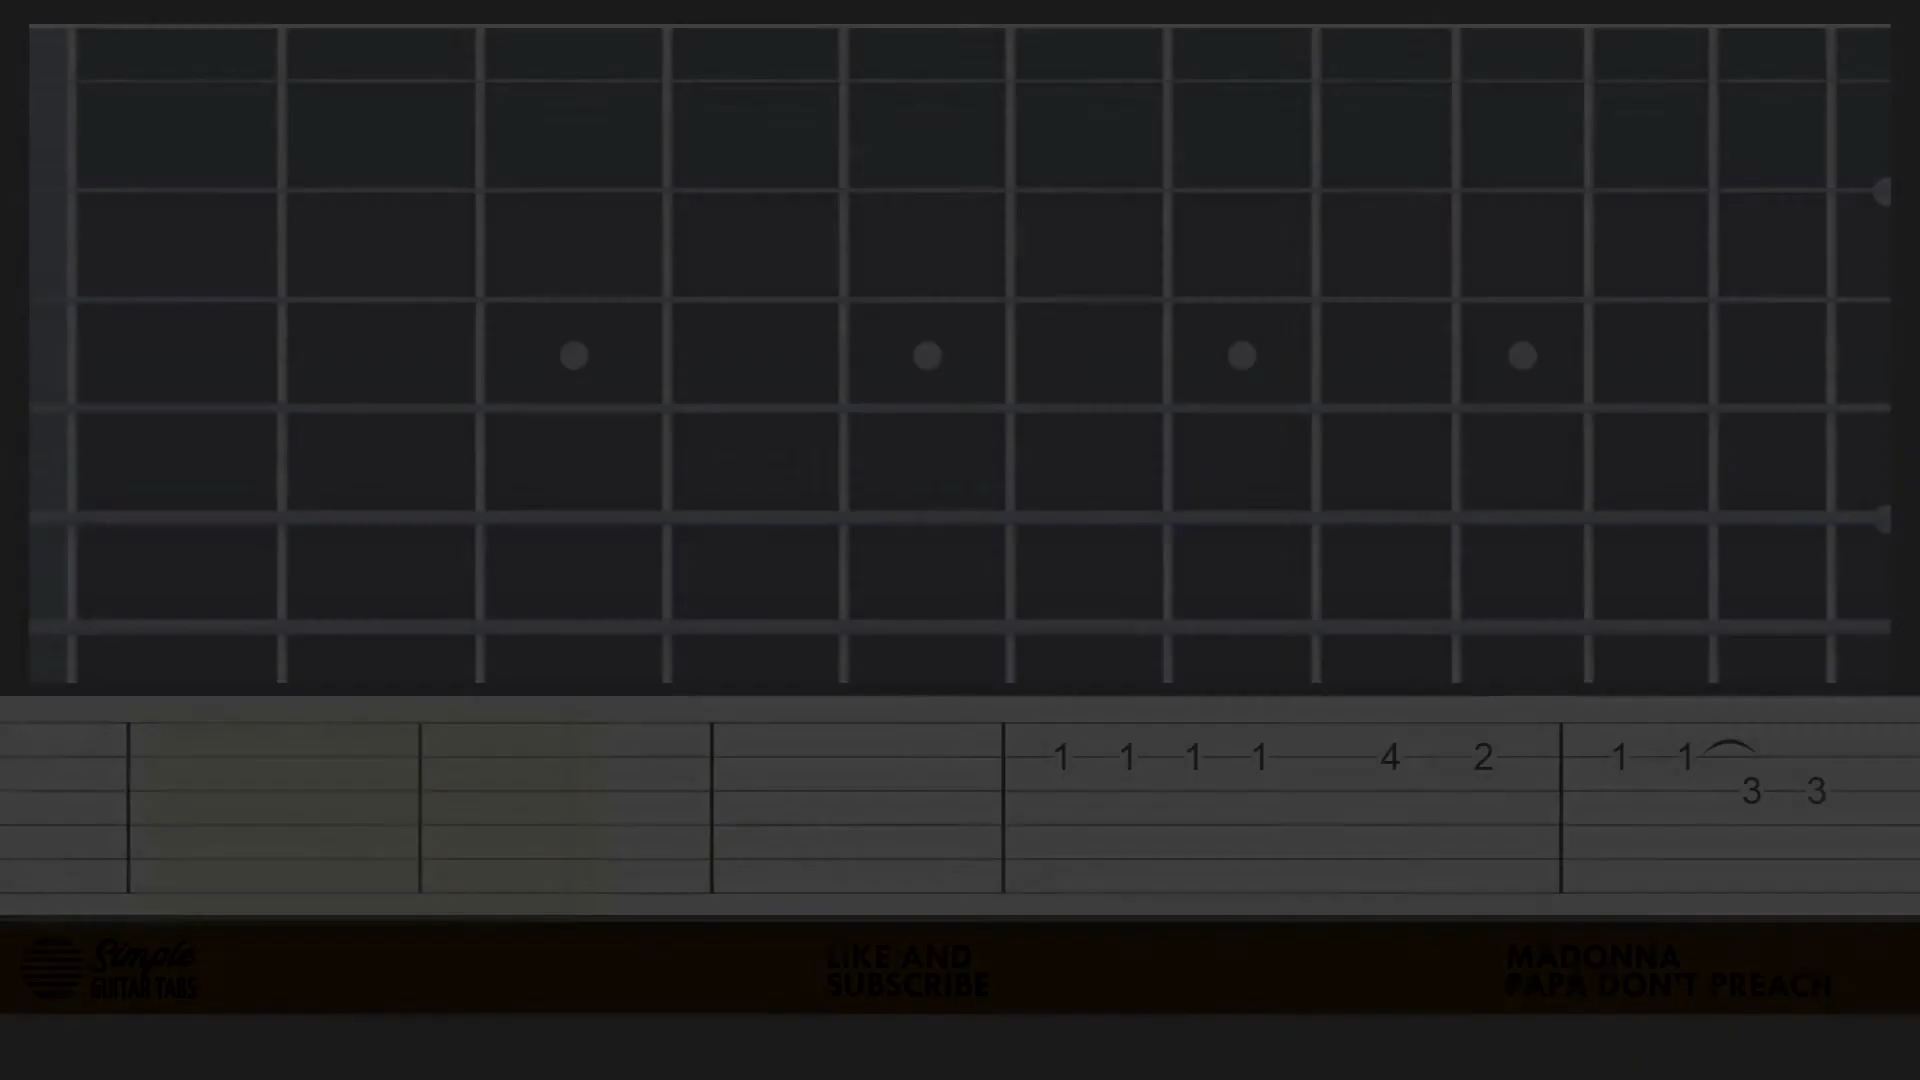 1 1 1 1 4 2 1 1
3 3
Simple
GUITAR TABS
LIKE AND
SUBSCRIBE
MADONNA
PAPA DON'T PREACH